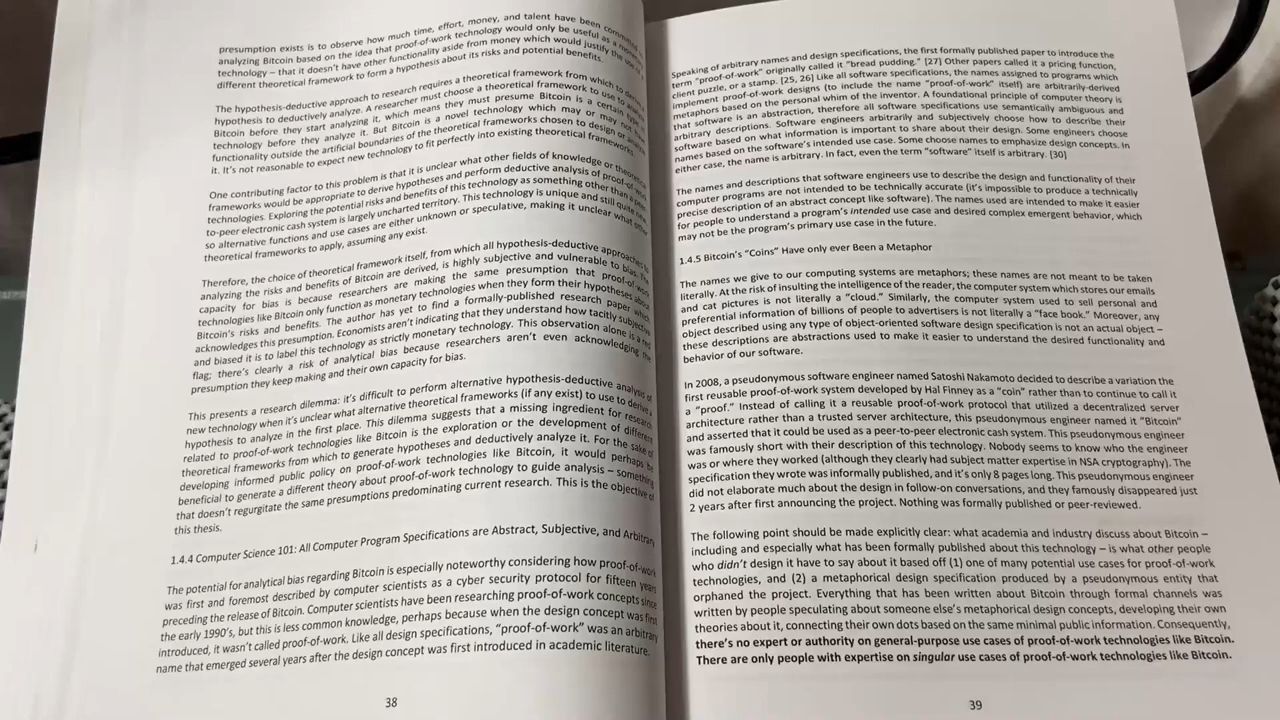 presumption exists is to observe how much time, effort, money, and talent have been
analyzing Bitcoin based on the idea that proof-of-work technology would only be useful as a
technology – that it doesn't have other functionality aside from money which would justify the
different theoretical framework to form a hypothesis about its risks and potential benefits.
The hypothesis-deductive approach to research requires a theoretical framework from which to
hypothesis to deductively analyze. A researcher must choose a theoretical framework to use to
Bitcoin before they start analyzing it, which means they must presume Bitcoin is a certain
technology before they analyze it. But Bitcoin is a novel technology which may or may not
functionality outside the artificial boundaries of the theoretical frameworks chosen to design or
it. It's not reasonable to expect new technology to fit perfectly into existing theoretical frameworks.
One contributing factor to this problem is that it is unclear what other fields of knowledge or
frameworks would be appropriate to derive hypotheses and perform deductive analysis of
technologies. Exploring the potential risks and benefits of this technology as something other than a
to-peer electronic cash system is largely uncharted territory. This technology is unique and still quite
so alternative functions and use cases are either unknown or speculative, making it unclear what other
theoretical frameworks to apply, assuming any exist.
Therefore, the choice of theoretical framework itself, from which all hypothesis-deductive approaches
analyzing the risks and benefits of Bitcoin are derived, is highly subjective and vulnerable to bias.
capacity for bias is because researchers are making the same presumption that
technologies like Bitcoin only function as monetary technologies when they form their hypotheses about
Bitcoin's risks and benefits. The author has yet to find a formally-published research paper which
acknowledges this presumption. Economists aren't indicating that they understand how tacitly subjective
and biased it is to label this technology as strictly monetary technology. This observation alone is a
flag; there's clearly a risk of analytical bias because researchers aren't even acknowledging the
presumption they keep making and their own capacity for bias.
This presents a research dilemma: it's difficult to perform alternative hypothesis-deductive analysis of
new technology when it's unclear what alternative theoretical frameworks (if any exist) to use to derive a
hypothesis to analyze in the first place. This dilemma suggests that a missing ingredient for research
related to proof-of-work technologies like Bitcoin is the exploration or the development of different
theoretical frameworks from which to generate hypotheses and deductively analyze it. For the sake of
developing informed public policy on proof-of-work technologies like Bitcoin, it would perhaps be
beneficial to generate a different theory about proof-of-work technology to guide analysis – something
that doesn't regurgitate the same presumptions predominating current research. This is the objective of
this thesis.
1.4.4 Computer Science 101: All Computer Program Specifications are Abstract, Subjective, and Arbitrary
The potential for analytical bias regarding Bitcoin is especially noteworthy considering how proof-of-work
was first and foremost described by computer scientists as a cyber security protocol for fifteen years
preceding the release of Bitcoin. Computer scientists have been researching proof-of-work concepts since
the early 1990's, but this is less common knowledge, perhaps because when the design concept was first
introduced, it wasn't called proof-of-work. Like all design specifications, "proof-of-work" was an arbitrary
name that emerged several years after the design concept was first introduced in academic literature.
38
Speaking of arbitrary names and design specifications, the first formally published paper to introduce the
term "proof-of-work" originally called it "bread pudding." [27] Other papers called it a pricing function,
client puzzle, or a stamp. [25, 26] Like all software specifications, the names assigned to programs which
implement proof-of-work designs (to include the name "proof-of-work" itself) are arbitrarily-derived
metaphors based on the personal whim of the inventor. A foundational principle of computer theory is
that software is an abstraction, therefore all software specifications use semantically ambiguous and
arbitrary descriptions. Software engineers arbitrarily and subjectively choose how to describe their
software based on what information is important to share about their design. Some engineers choose
names based on the software's intended use case. Some choose names to emphasize design concepts. In
either case, the name is arbitrary. In fact, even the term "software" itself is arbitrary. [30]
The names and descriptions that software engineers use to describe the design and functionality of their
computer programs are not intended to be technically accurate (it's impossible to produce a technically
precise description of an abstract concept like software). The names used are intended to make it easier
for people to understand a program's intended use case and desired complex emergent behavior, which
may not be the program's primary use case in the future.
1.4.5 Bitcoin's "Coins" Have only ever Been a Metaphor
The names we give to our computing systems are metaphors; these names are not meant to be taken
literally. At the risk of insulting the intelligence of the reader, the computer system which stores our emails
and cat pictures is not literally a "cloud." Similarly, the computer system used to sell personal and
preferential information of billions of people to advertisers is not literally a "face book." Moreover, any
object described using any type of object-oriented software design specification is not an actual object –
these descriptions are abstractions used to make it easier to understand the desired functionality and
behavior of our software.
In 2008, a pseudonymous software engineer named Satoshi Nakamoto decided to describe a variation the
first reusable proof-of-work system developed by Hal Finney as a "coin" rather than to continue to call it
a "proof." Instead of calling it a reusable proof-of-work protocol that utilized a decentralized server
architecture rather than a trusted server architecture, this pseudonymous engineer named it "Bitcoin"
and asserted that it could be used as a peer-to-peer electronic cash system. This pseudonymous engineer
was famously short with their description of this technology. Nobody seems to know who the engineer
was or where they worked (although they clearly had subject matter expertise in NSA cryptography). The
specification they wrote was informally published, and it's only 8 pages long. This pseudonymous engineer
did not elaborate much about the design in follow-on conversations, and they famously disappeared just
2 years after first announcing the project. Nothing was formally published or peer-reviewed.
The following point should be made explicitly clear: what academia and industry discuss about Bitcoin –
including and especially what has been formally published about this technology – is what other people
who didn't design it have to say about it based off (1) one of many potential use cases for proof-of-work
technologies, and (2) a metaphorical design specification produced by a pseudonymous entity that
orphaned the project. Everything that has been written about Bitcoin through formal channels was
written by people speculating about someone else's metaphorical design concepts, developing their own
theories about it, connecting their own dots based on the same minimal public information. Consequently,
there's no expert or authority on general-purpose use cases of proof-of-work technologies like Bitcoin.
There are only people with expertise on singular use cases of proof-of-work technologies like Bitcoin.
39